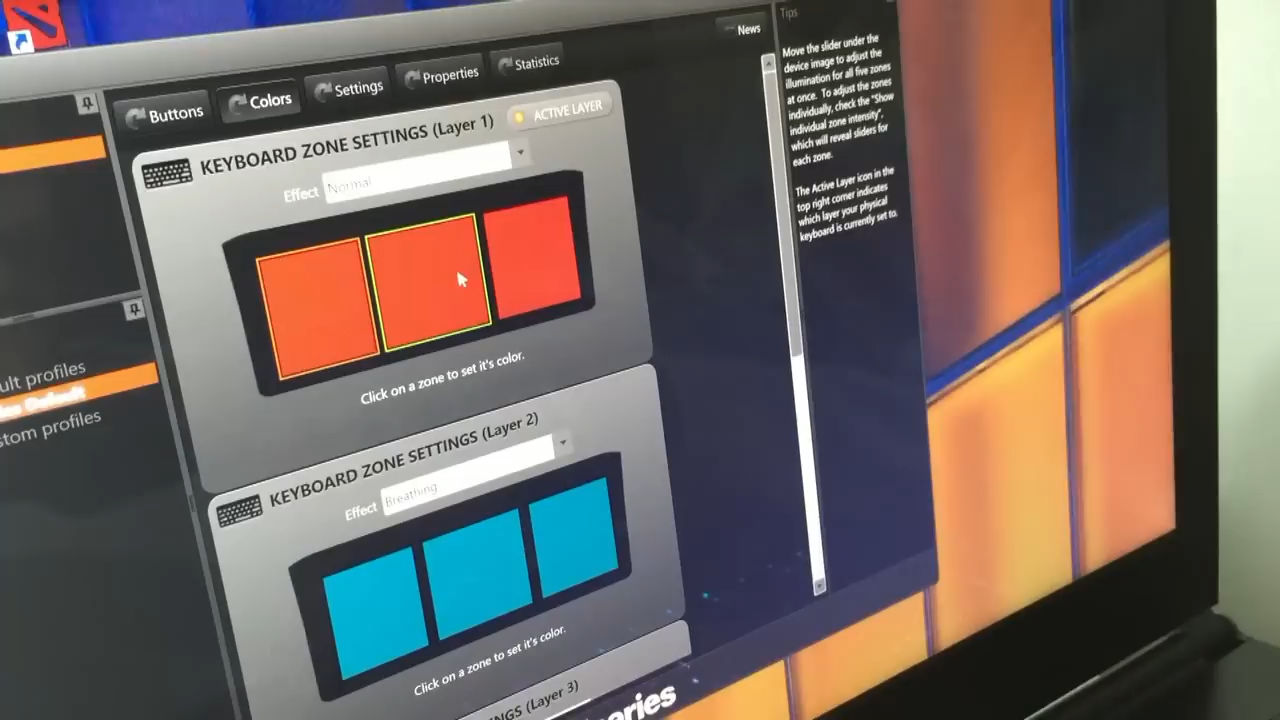 News
Tips
Buttons
Colors
Settings
Properties
Statistics
Move the slider under the
device image to adjust the
illumination for all five zones
at once. To adjust the zones
individually, check the "Show
individual zone intensity",
which will reveal sliders for
each zone.
The Active Layer icon in the
top right corner indicates
which layer your physical
keyboard is currently set to.
KEYBOARD ZONE SETTINGS (Layer 1)
ACTIVE LAYER
Effect Normal
Click on a zone to set it's color.
ult profiles
Default
stom profiles
KEYBOARD ZONE SETTINGS (Layer 2)
Effect Breathing
Click on a zone to set it's color.
NGS (Layer 3)
eries